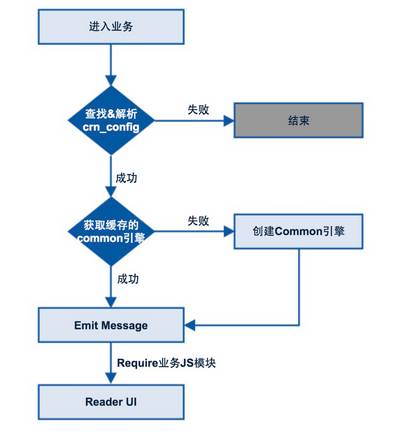 进入业务
查找&解析
crn_config
失败
结束
成功
获取缓存的
common引擎
失败
创建Common引擎
成功
Emit Message
Require业务JS模块
Reader UI